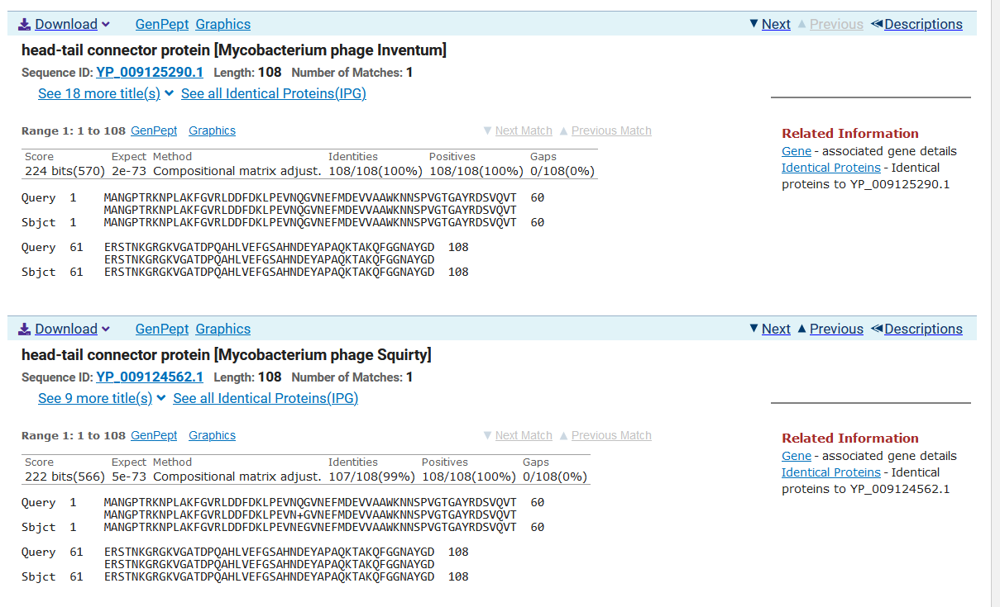 Download GenPept Graphics Next Previous Descriptions
head-tail connector protein [Mycobacterium phage Inventum]
Sequence ID: YP_009125290.1 Length: 108 Number of Matches: 1
See 18 more title(s) See all Identical Proteins(IPG)
Range 1: 1 to 108 GenPept Graphics Next Match Previous Match
Score Expect Method Identities Positives Gaps
224 bits(570) 2e-73 Compositional matrix adjust. 108/108(100%) 108/108(100%) 0/108(0%)
Query 1 MANGPTRKNPLAKFGVRLDDFDKLPEVNQGVNEFMDEVVAAWKNNSPVGTGAYRDSVQVT 60
MANGPTRKNPLAKFGVRLDDFDKLPEVNQGVNEFMDEVVAAWKNNSPVGTGAYRDSVQVT
Sbjct 1 MANGPTRKNPLAKFGVRLDDFDKLPEVNQGVNEFMDEVVAAWKNNSPVGTGAYRDSVQVT 60
Query 61 ERSTNKGRGKVGATDPQAHLVEFGSAHNDEYAPAQKTAKQFGGNAYGD 108
ERSTNKGRGKVGATDPQAHLVEFGSAHNDEYAPAQKTAKQFGGNAYGD
Sbjct 61 ERSTNKGRGKVGATDPQAHLVEFGSAHNDEYAPAQKTAKQFGGNAYGD 108
Related Information
Gene - associated gene details
Identical Proteins - Identical
proteins to YP_009125290.1
Download GenPept Graphics Next Previous Descriptions
head-tail connector protein [Mycobacterium phage Squirty]
Sequence ID: YP_009124562.1 Length: 108 Number of Matches: 1
See 9 more title(s) See all Identical Proteins(IPG)
Range 1: 1 to 108 GenPept Graphics Next Match Previous Match
Score Expect Method Identities Positives Gaps
222 bits(566) 5e-73 Compositional matrix adjust. 107/108(99%) 108/108(100%) 0/108(0%)
Query 1 MANGPTRKNPLAKFGVRLDDFDKLPEVNQGVNEFMDEVVAAWKNNSPVGTGAYRDSVQVT 60
MANGPTRKNPLAKFGVRLDDFDKLPEVN+GVNEFMDEVVAAWKNNSPVGTGAYRDSVQVT
Sbjct 1 MANGPTRKNPLAKFGVRLDDFDKLPEVNEGVNEFMDEVVAAWKNNSPVGTGAYRDSVQVT 60
Query 61 ERSTNKGRGKVGATDPQAHLVEFGSAHNDEYAPAQKTAKQFGGNAYGD 108
ERSTNKGRGKVGATDPQAHLVEFGSAHNDEYAPAQKTAKQFGGNAYGD
Sbjct 61 ERSTNKGRGKVGATDPQAHLVEFGSAHNDEYAPAQKTAKQFGGNAYGD 108
Related Information
Gene - associated gene details
Identical Proteins - Identical
proteins to YP_009124562.1